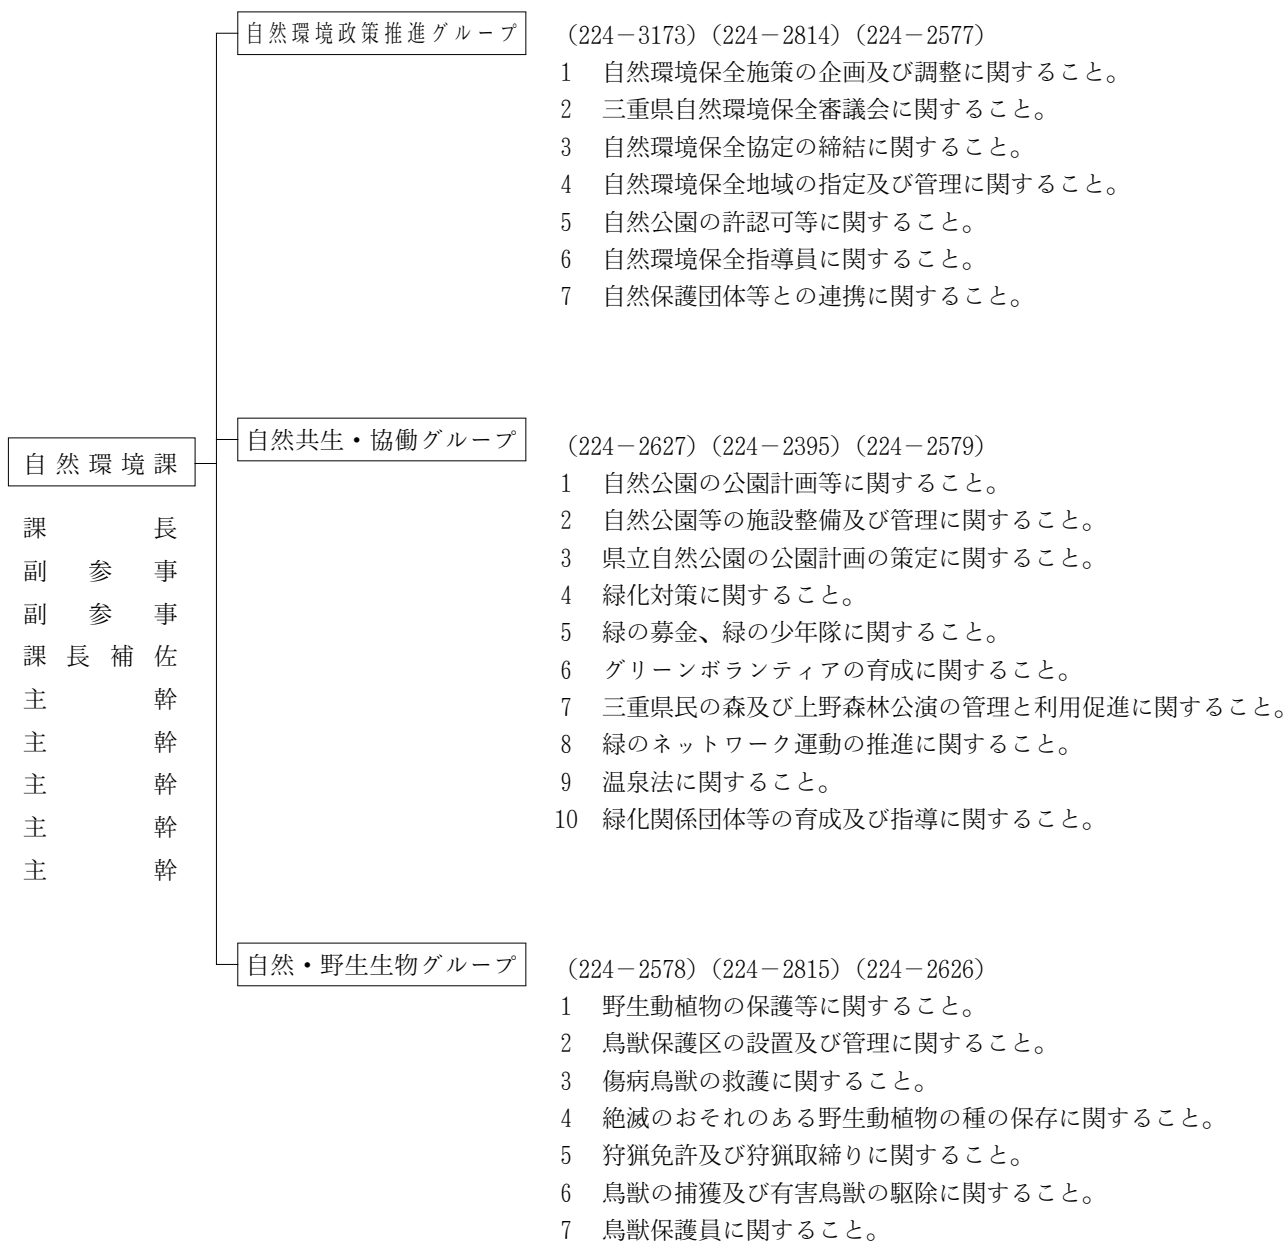 自然環境政策推進グループ
（224－3173）（224－2814）（224－2577）
1　自然環境保全施策の企画及び調整に関すること。
2　三重県自然環境保全審議会に関すること。
3　自然環境保全協定の締結に関すること。
4　自然環境保全地域の指定及び管理に関すること。
5　自然公園の許認可等に関すること。
6　自然環境保全指導員に関すること。
7　自然保護団体等との連携に関すること。
自然環境課
課長
副参事
副参事
課長補佐
主幹
主幹
主幹
主幹
主幹
自然共生・協働グループ
（224－2627）（224－2395）（224－2579）
1　自然公園の公園計画等に関すること。
2　自然公園等の施設整備及び管理に関すること。
3　県立自然公園の公園計画の策定に関すること。
4　緑化対策に関すること。
5　緑の募金、緑の少年隊に関すること。
6　グリーンボランティアの育成に関すること。
7　三重県民の森及び上野森林公演の管理と利用促進に関すること。
8　緑のネットワーク運動の推進に関すること。
9　温泉法に関すること。
10　緑化関係団体等の育成及び指導に関すること。
自然・野生生物グループ
（224－2578）（224－2815）（224－2626）
1　野生動植物の保護等に関すること。
2　鳥獣保護区の設置及び管理に関すること。
3　傷病鳥獣の救護に関すること。
4　絶滅のおそれのある野生動植物の種の保存に関すること。
5　狩猟免許及び狩猟取締りに関すること。
6　鳥獣の捕獲及び有害鳥獣の駆除に関すること。
7　鳥獣保護員に関すること。